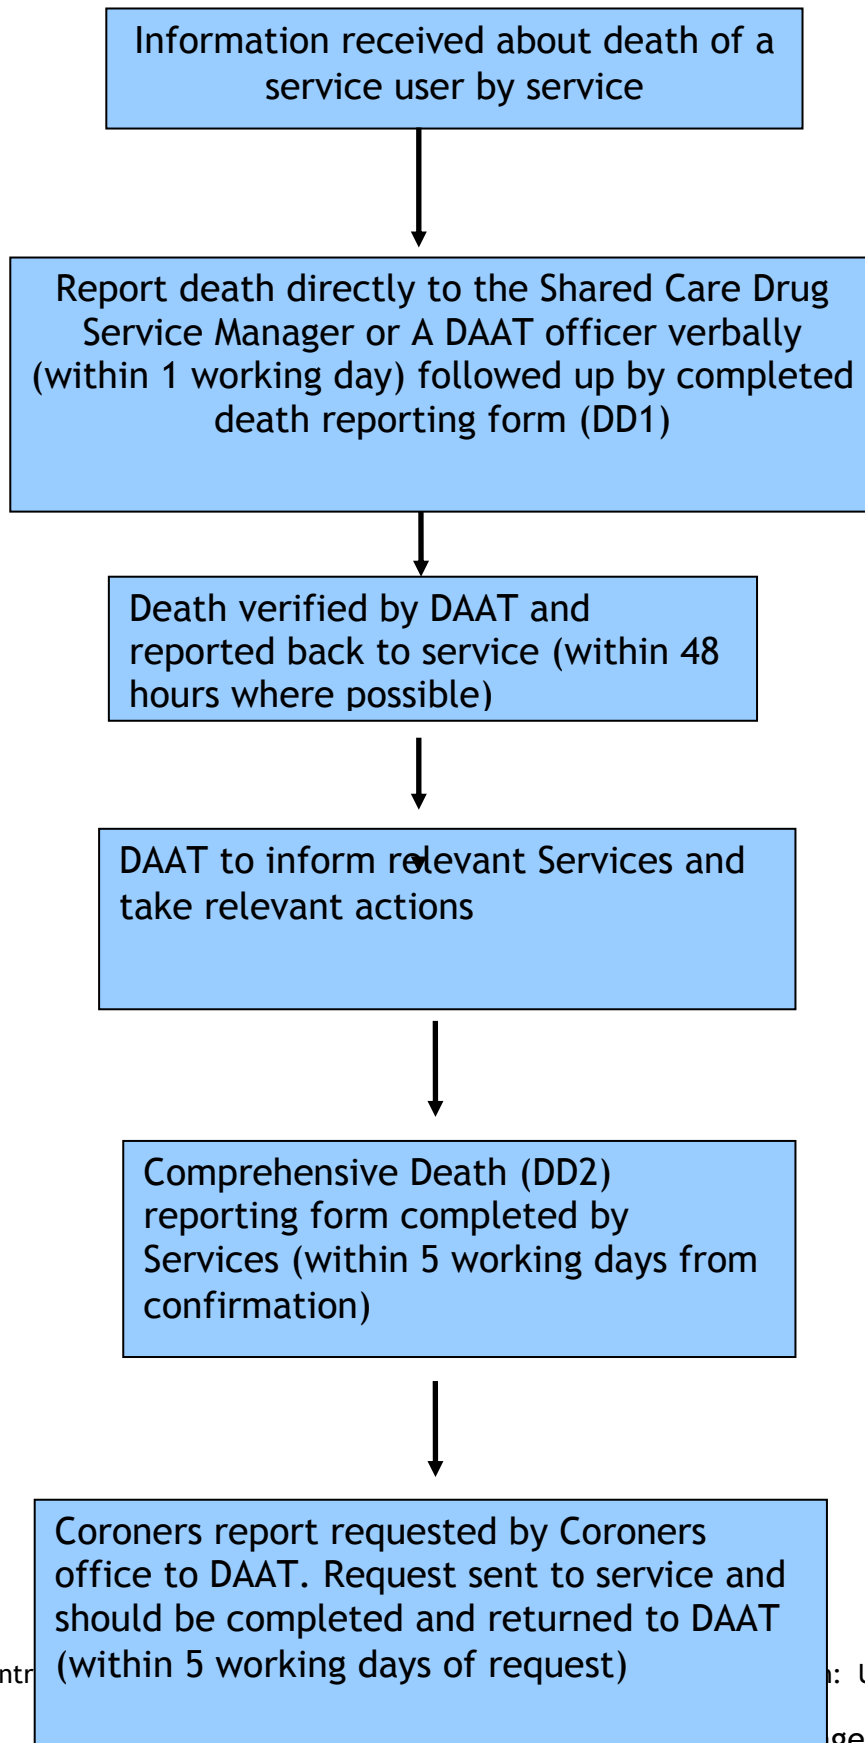 Information received about death of a
service user by service
Report death directly to the Shared Care Drug
Service Manager or A DAAT officer verbally
(within 1 working day) followed up by completed
death reporting form (DD1)
Death verified by DAAT and
reported back to service (within 48
hours where possible)
DAAT to inform relevant Services and
take relevant actions
Comprehensive Death (DD2)
reporting form completed by
Services (within 5 working days from
confirmation)
Coroners report requested by Coroners
office to DAAT. Request sent to service and
should be completed and returned to DAAT
(within 5 working days of request)